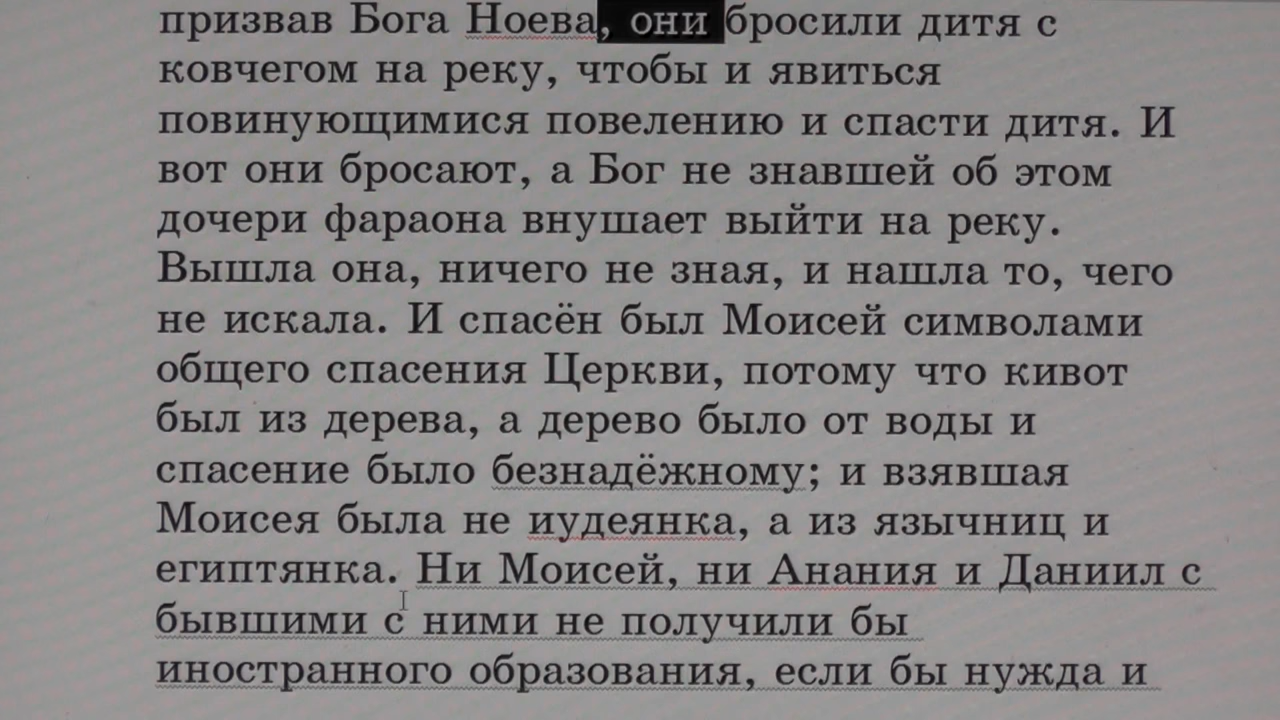 призвав Бога Ноева, они бросили дитя с
ковчегом на реку, чтобы и явиться
повинующимися повелению и спасти дитя. И
вот они бросают, а Бог не знавшей об этом
дочери фараона внушает выйти на реку.
Вышла она, ничего не зная, и нашла то, чего
не искала. И спасён был Моисей символами
общего спасения Церкви, потому что кивот
был из дерева, а дерево было от воды и
спасение было безнадёжному; и взявшая
Моисея была не иудеянка, а из язычниц и
египтянка. Ни Моисей, ни Анания и Даниил с
бывшими с ними не получили бы
иностранного образования, если бы нужда и